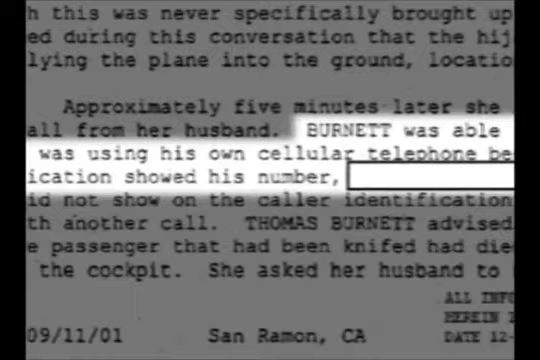 h this was never specifically brought up
ed during this conversation that the hij
lying the plane into the ground, locatio
Approximately five minutes later she
all from her husband. BURNETT was able
was using his own cellular telephone be
ication showed his number,
id not show on the caller identification
th another call. THOMAS BURNETT advised
e passenger that had been knifed had die
the cockpit. She asked her husband to
ALL INFO
HEREIN I
09/11/01 San Ramon, CA DATE 12-